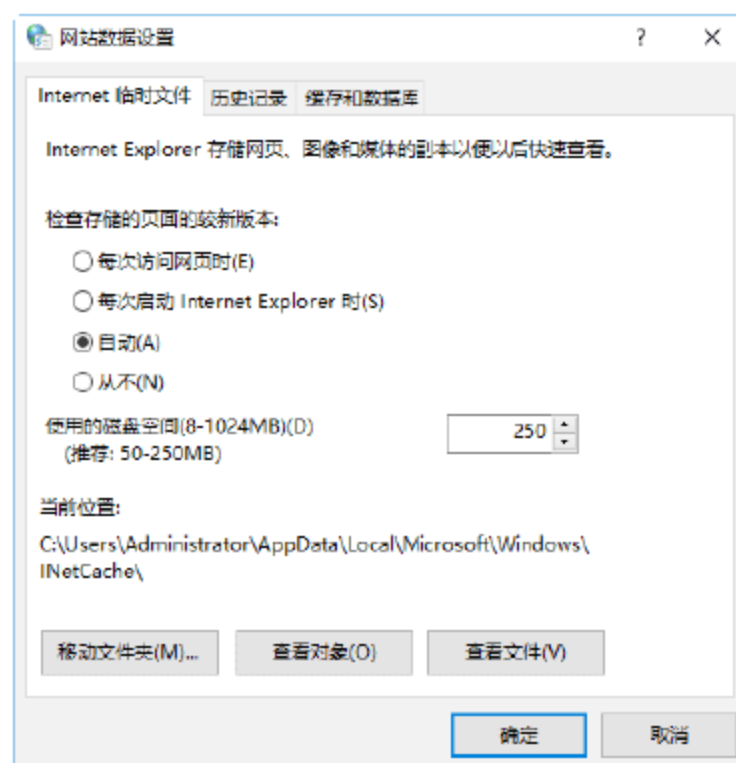 网站数据设置
Internet 临时文件 历史记录 缓存和数据库
Internet Explorer 存储网页、图像和媒体的副本以便以后快速查看。
检查存储的页面的较新版本:
每次访问网页时(E)
每次启动 Internet Explorer 时(S)
自动(A)
从不(N)
使用的磁盘空间(8-1024MB)(D) 250
(推荐: 50-250MB)
当前位置:
C:\Users\Administrator\AppData\Local\Microsoft\Windows\
INetCache\
移动文件夹(M)... 查看对象(O) 查看文件(V)
确定 取消